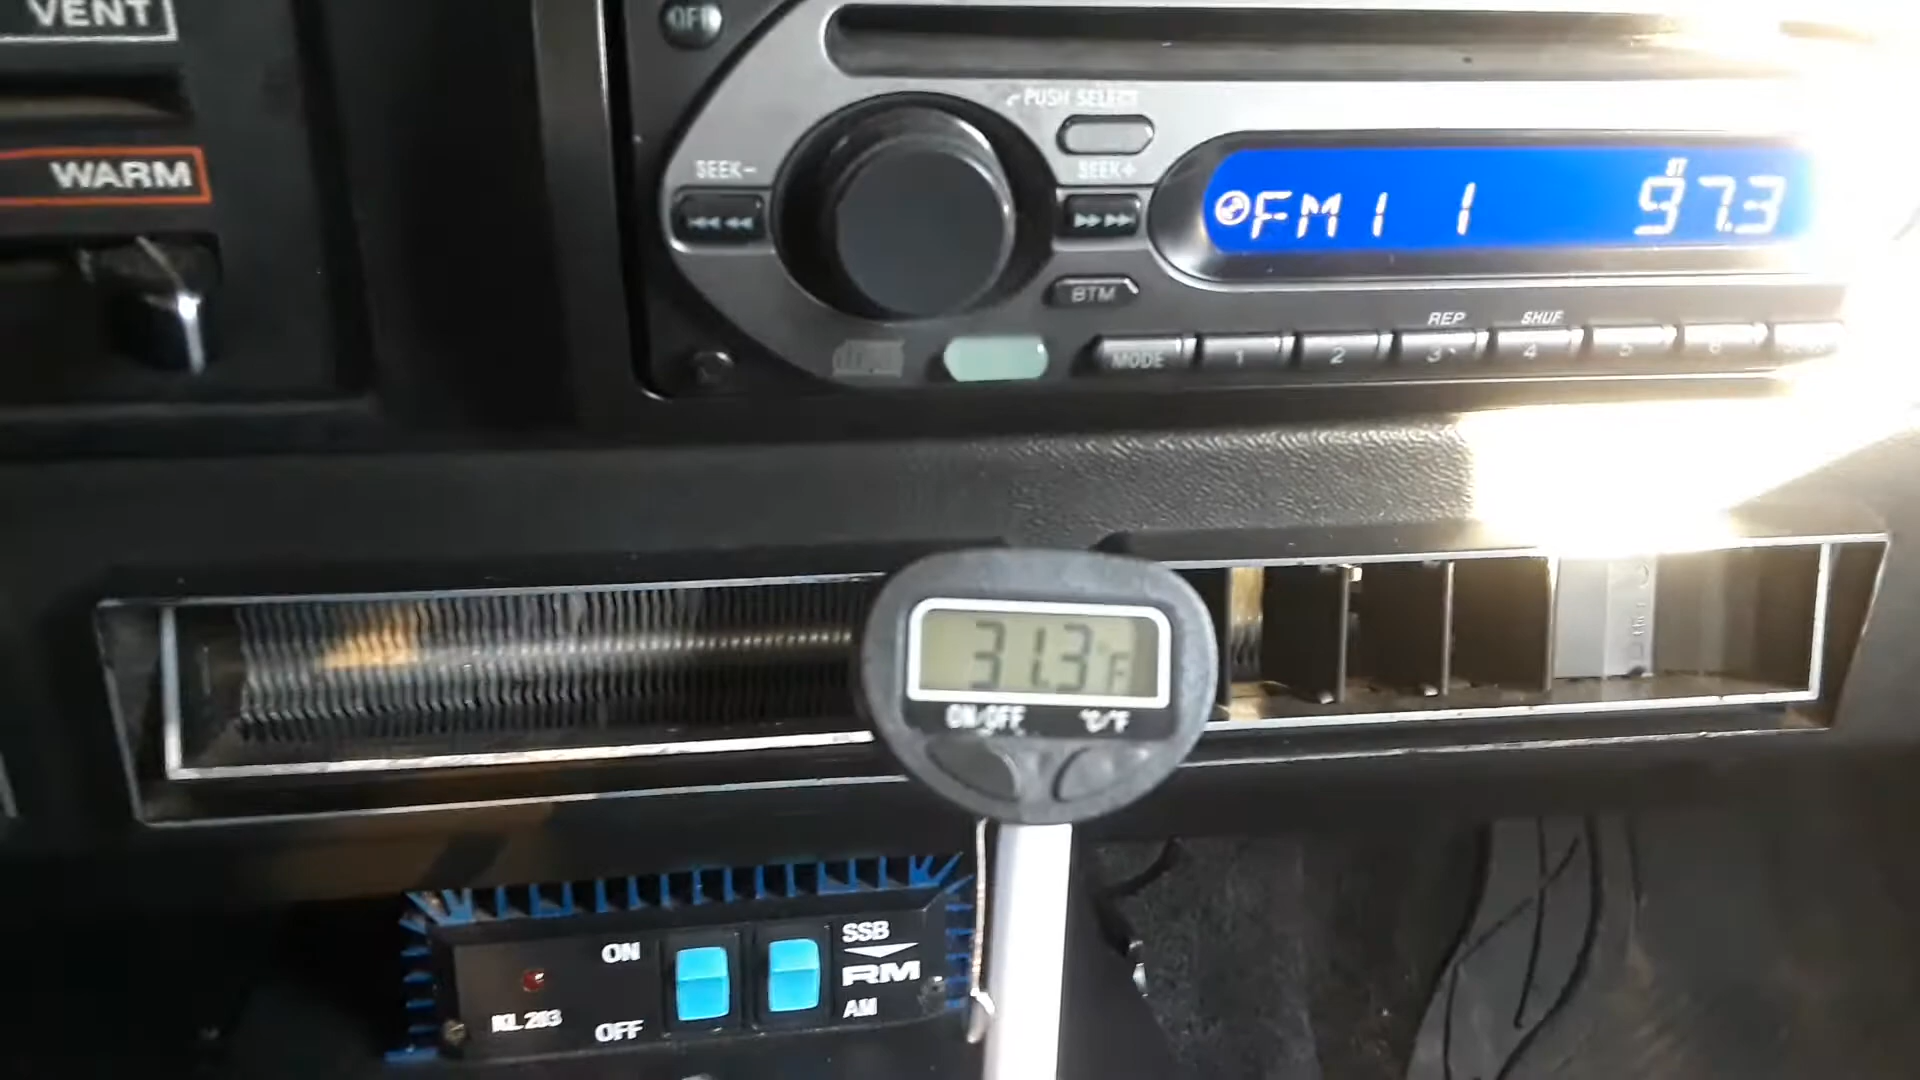 VENT
WARM
OFF
PUSH SELECT
SEEK-
SEEK+
FM1 1 ST 97.3
BTM
REP
SHUF
MODE
1
2
3
4
5
6
31.3°F
ON/OFF
°C/°F
ON
OFF
KL 203
SSB
RM
AM